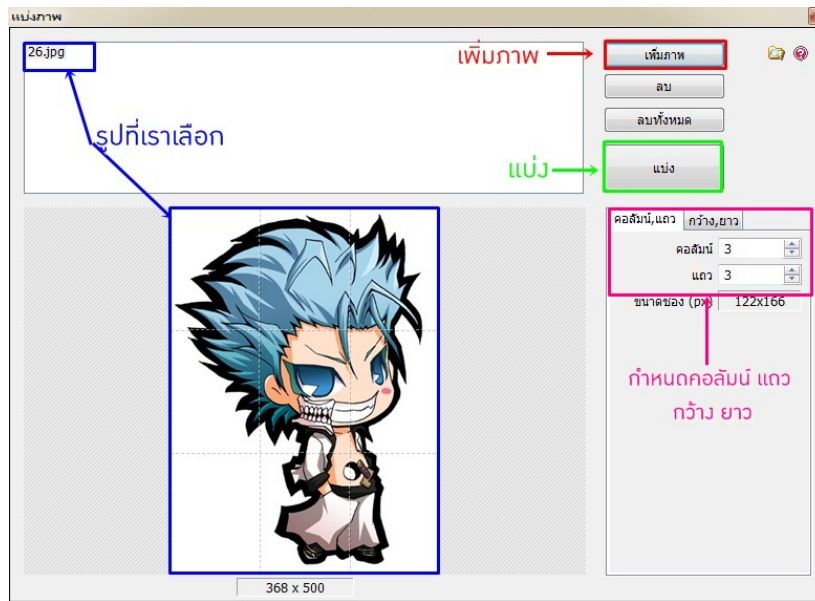 แบ่งภาพ
26.jpg
เพิ่มภาพ
เพิ่มภาพ
ลบ
ลบทั้งหมด
รูปที่เราเลือก
แบ่ง
แบ่ง
คอลัมน์,แถว
กว้าง,ยาว
คอลัมน์ 3
แถว 3
ขนาดช่อง (px) 122x166
กำหนดคอลัมน์ แถว
กว้าง ยาว
368 x 500